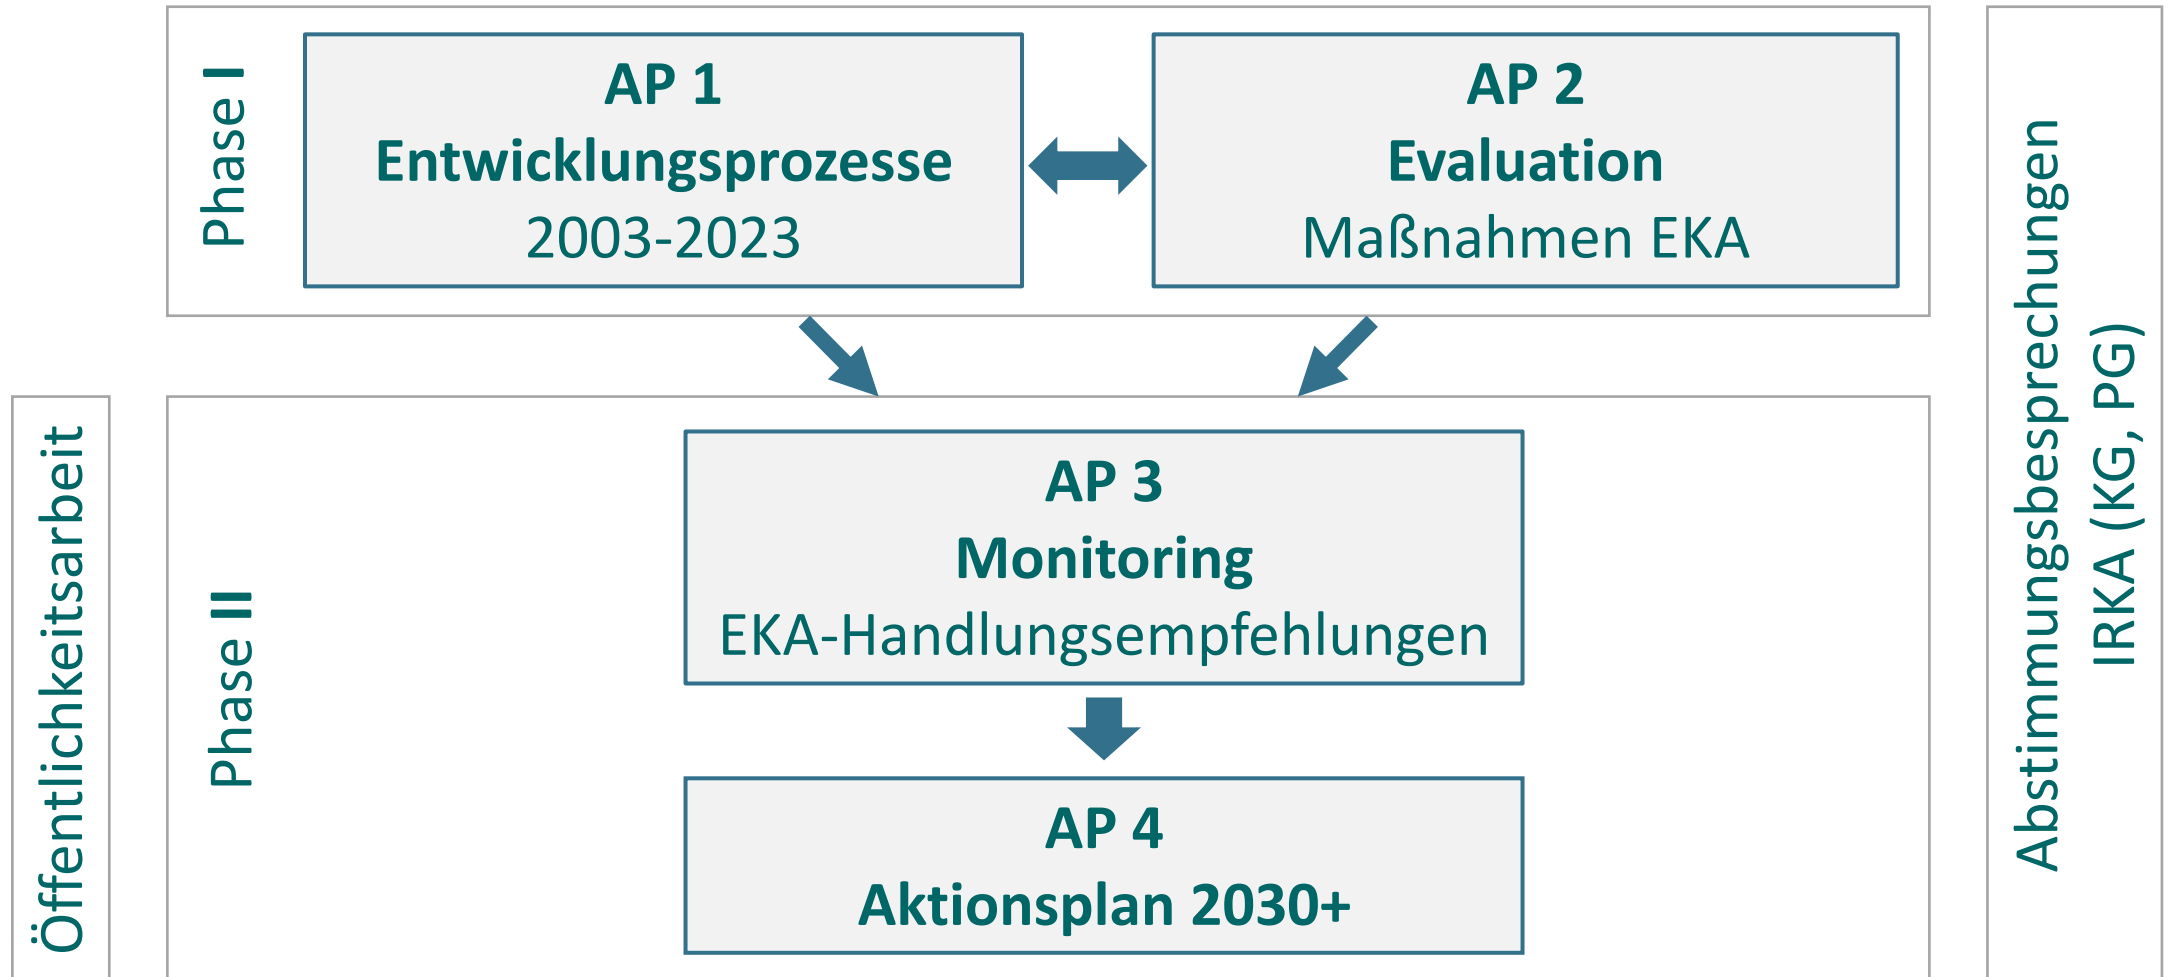 Phase I
AP 1
Entwicklungsprozesse
2003-2023
AP 2
Evaluation
Maßnahmen EKA
Öffentlichkeitsarbeit
Phase II
AP 3
Monitoring
EKA-Handlungsempfehlungen
AP 4
Aktionsplan 2030+
Abstimmungsbesprechungen
IRKA (KG, PG)